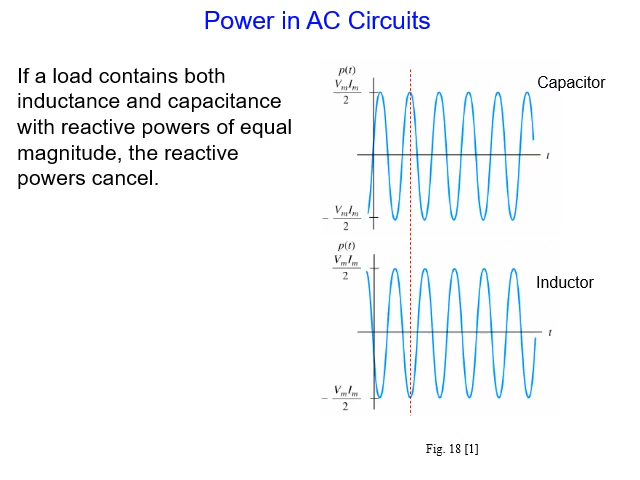 Power in AC Circuits
If a load contains both
inductance and capacitance
with reactive powers of equal
magnitude, the reactive
powers cancel.
p(t)
VmIm
2
Capacitor
t
- VmIm
2
p(t)
VmIm
2
Inductor
t
- VmIm
2
Fig. 18 [1]